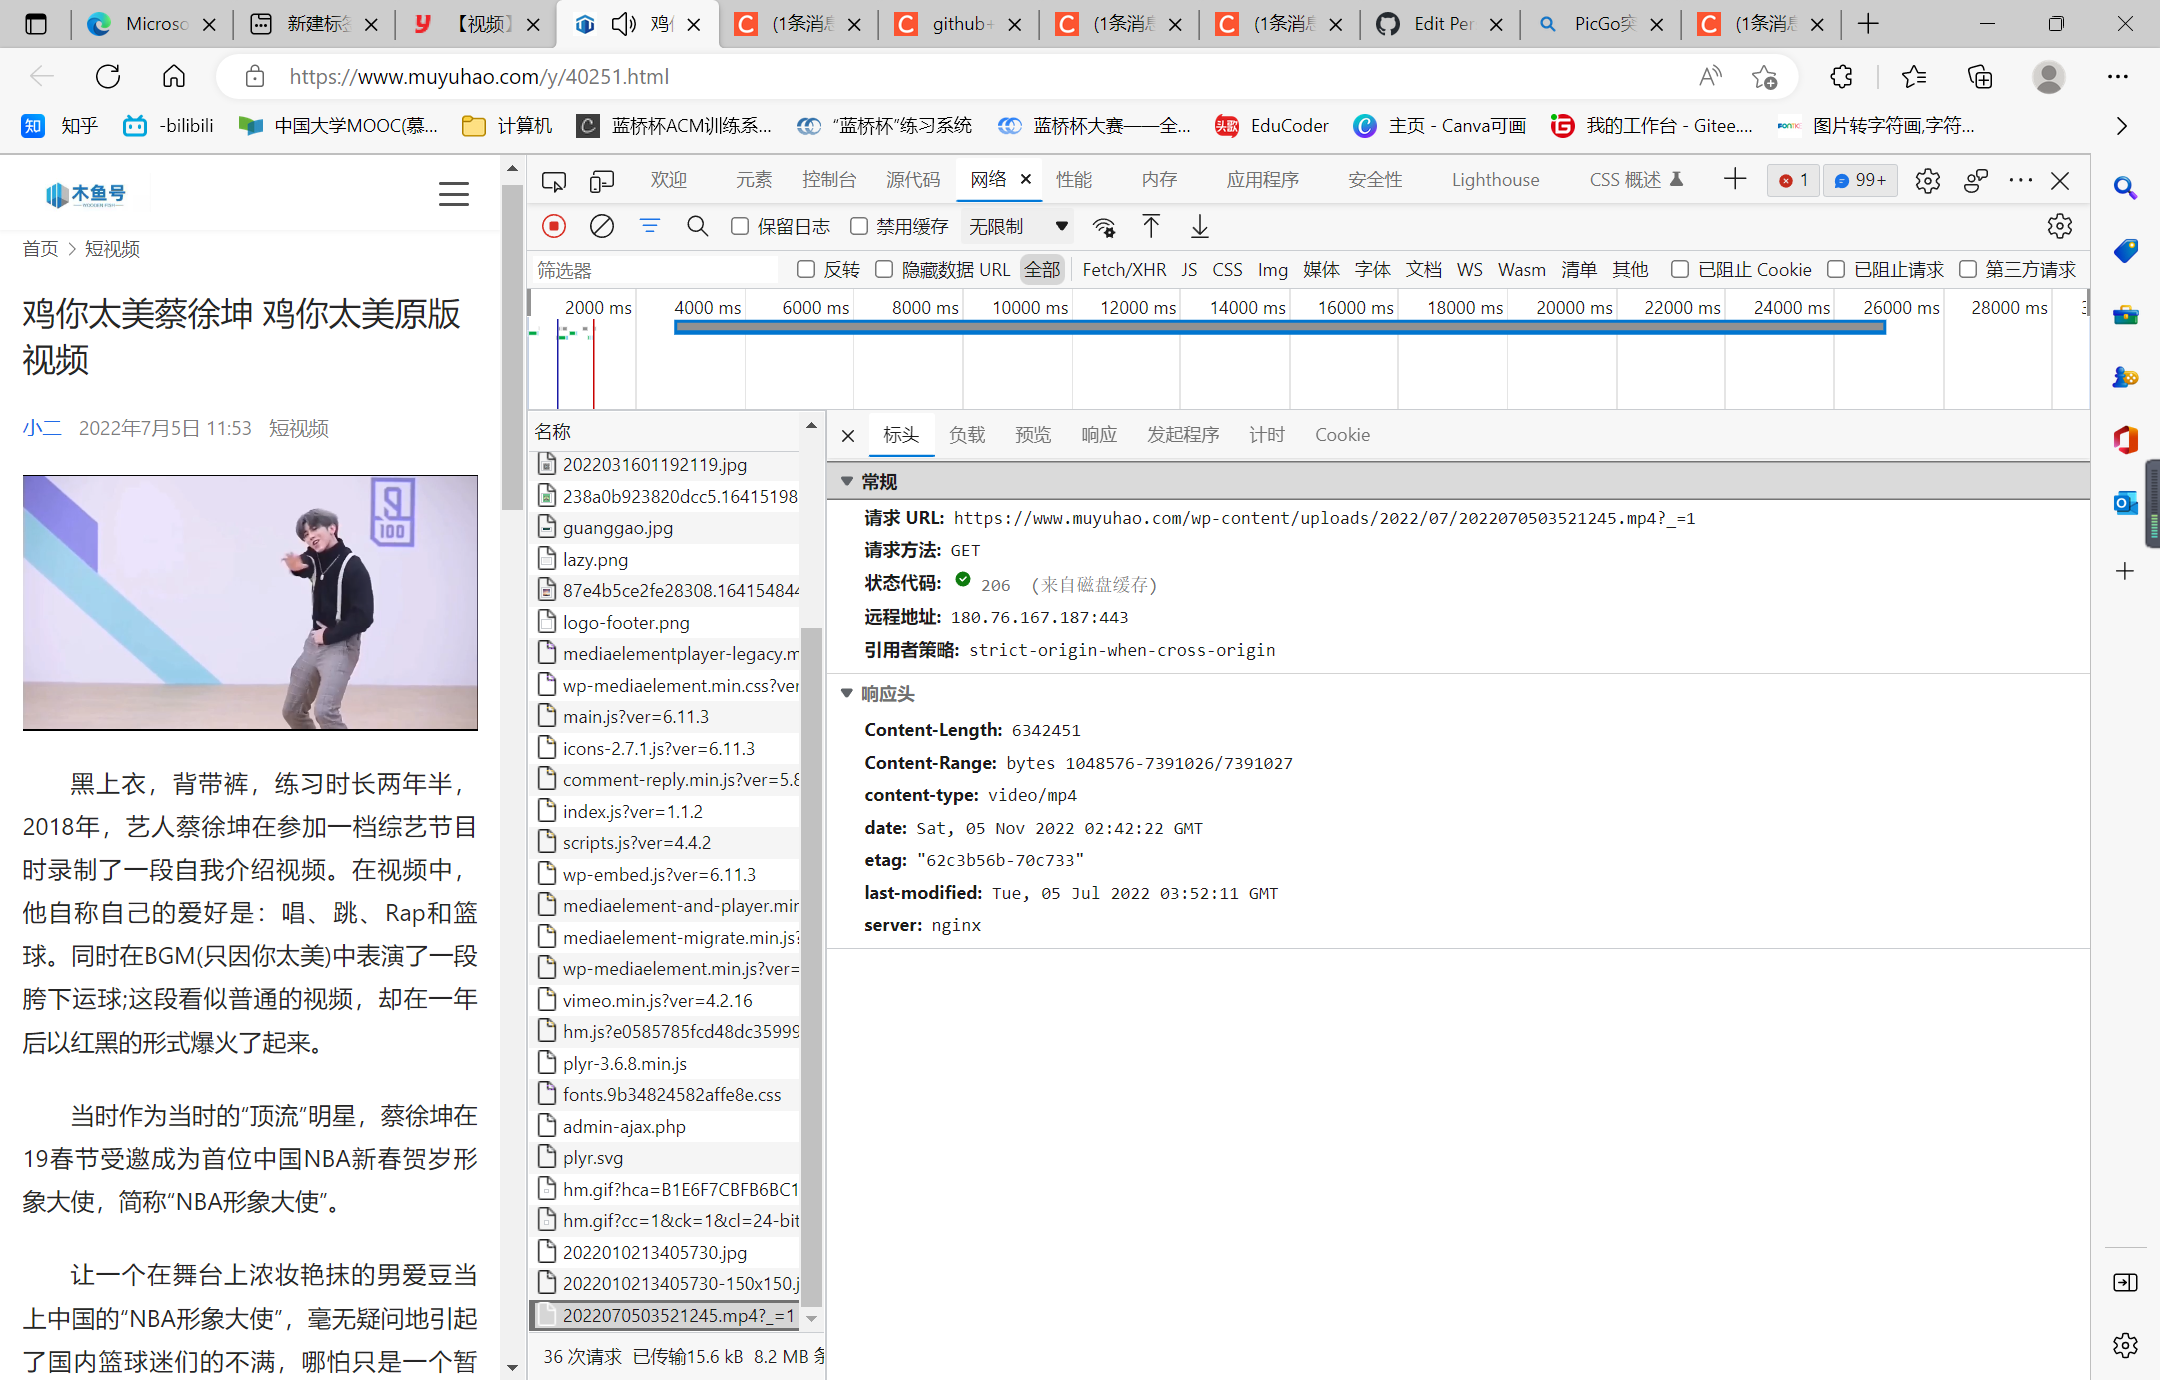 Microso
新建标签
【视频】
鸡你
(1条消息
github+
(1条消息
(1条消息
Edit Per
PicGo突
(1条消息
https://www.muyuhao.com/y/40251.html
知乎
-bilibili
中国大学MOOC(慕...
计算机
蓝桥杯ACM训练系...
“蓝桥杯”练习系统
蓝桥杯大赛——全...
EduCoder
主页 - Canva可画
我的工作台 - Gitee....
图片转字符画,字符...
木鱼号
首页 > 短视频
鸡你太美蔡徐坤 鸡你太美原版
视频
小二 2022年7月5日 11:53 短视频
100
黑上衣，背带裤，练习时长两年半，
2018年，艺人蔡徐坤在参加一档综艺节目
时录制了一段自我介绍视频。在视频中，
他自称自己的爱好是：唱、跳、Rap和篮
球。同时在BGM(只因你太美)中表演了一段
胯下运球;这段看似普通的视频，却在一年
后以红黑的形式爆火了起来。
当时作为当时的“顶流”明星，蔡徐坤在
19春节受邀成为首位中国NBA新春贺岁形
象大使，简称“NBA形象大使”。
让一个在舞台上浓妆艳抹的男爱豆当
上中国的“NBA形象大使”，毫无疑问地引起
了国内篮球迷们的不满，哪怕只是一个暂
欢迎 元素 控制台 源代码 网络 性能 内存 应用程序 安全性 Lighthouse CSS 概述 1 99+
保留日志 禁用缓存 无限制
筛选器 反转 隐藏数据 URL 全部 Fetch/XHR JS CSS Img 媒体 字体 文档 WS Wasm 清单 其他 已阻止 Cookie 已阻止请求 第三方请求
2000 ms 4000 ms 6000 ms 8000 ms 10000 ms 12000 ms 14000 ms 16000 ms 18000 ms 20000 ms 22000 ms 24000 ms 26000 ms 28000 ms
名称
2022031601192119.jpg
238a0b923820dcc5.16415198
guanggao.jpg
lazy.png
87e4b5ce2fe28308.164154844
logo-footer.png
mediaelementplayer-legacy.m
wp-mediaelement.min.css?ver
main.js?ver=6.11.3
icons-2.7.1.js?ver=6.11.3
comment-reply.min.js?ver=5.8
index.js?ver=1.1.2
scripts.js?ver=4.4.2
wp-embed.js?ver=6.11.3
mediaelement-and-player.min
mediaelement-migrate.min.js?
wp-mediaelement.min.js?ver=
vimeo.min.js?ver=4.2.16
hm.js?e0585785fcd48dc35999
plyr-3.6.8.min.js
fonts.9b34824582affe8e.css
admin-ajax.php
plyr.svg
hm.gif?hca=B1E6F7CBFB6BC1
hm.gif?cc=1&ck=1&cl=24-bit
2022010213405730.jpg
2022010213405730-150x150.j
2022070503521245.mp4?_=1
36 次请求 已传输15.6 kB 8.2 MB 条
标头 负载 预览 响应 发起程序 计时 Cookie
常规
请求 URL: https://www.muyuhao.com/wp-content/uploads/2022/07/2022070503521245.mp4?_=1
请求方法: GET
状态代码: 206 (来自磁盘缓存)
远程地址: 180.76.167.187:443
引用者策略: strict-origin-when-cross-origin
响应头
Content-Length: 6342451
Content-Range: bytes 1048576-7391026/7391027
content-type: video/mp4
date: Sat, 05 Nov 2022 02:42:22 GMT
etag: "62c3b56b-70c733"
last-modified: Tue, 05 Jul 2022 03:52:11 GMT
server: nginx